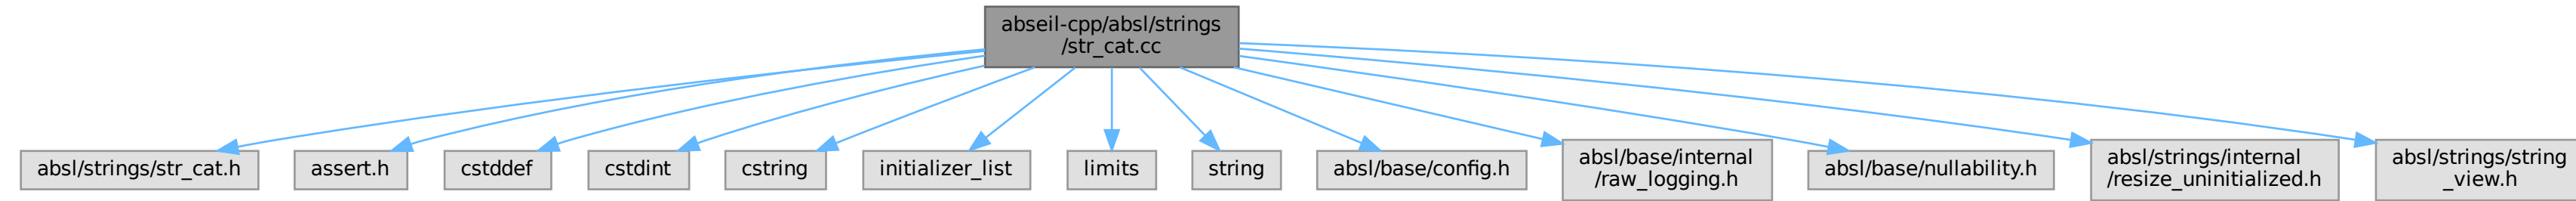 abseil-cpp/absl/strings
/str_cat.cc
absl/strings/str_cat.h
assert.h
cstddef
cstdint
cstring
initializer_list
limits
string
absl/base/config.h
absl/base/internal
/raw_logging.h
absl/base/nullability.h
absl/strings/internal
/resize_uninitialized.h
absl/strings/string
_view.h